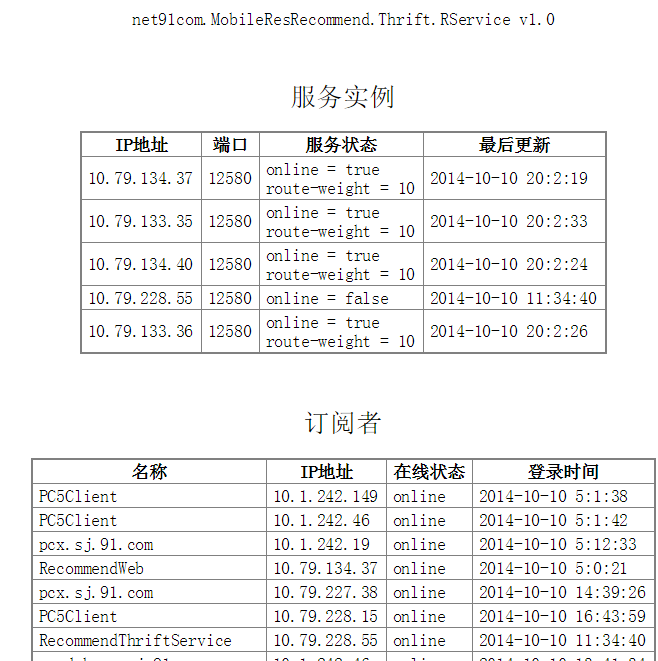 net91com.MobileResRecommend.Thrift.RService v1.0
服务实例
IP地址 端口 服务状态 最后更新
10.79.134.37 12580 online = true route-weight = 10 2014-10-10 20:2:19
10.79.133.35 12580 online = true route-weight = 10 2014-10-10 20:2:33
10.79.134.40 12580 online = true route-weight = 10 2014-10-10 20:2:24
10.79.228.55 12580 online = false 2014-10-10 11:34:40
10.79.133.36 12580 online = true route-weight = 10 2014-10-10 20:2:26
订阅者
名称 IP地址 在线状态 登录时间
PC5Client 10.1.242.149 online 2014-10-10 5:1:38
PC5Client 10.1.242.46 online 2014-10-10 5:1:42
pcx.sj.91.com 10.1.242.19 online 2014-10-10 5:12:33
RecommendWeb 10.79.134.37 online 2014-10-10 5:0:21
pcx.sj.91.com 10.79.227.38 online 2014-10-10 14:39:26
PC5Client 10.79.228.15 online 2014-10-10 16:43:59
RecommendThriftService 10.79.228.55 online 2014-10-10 11:34:40